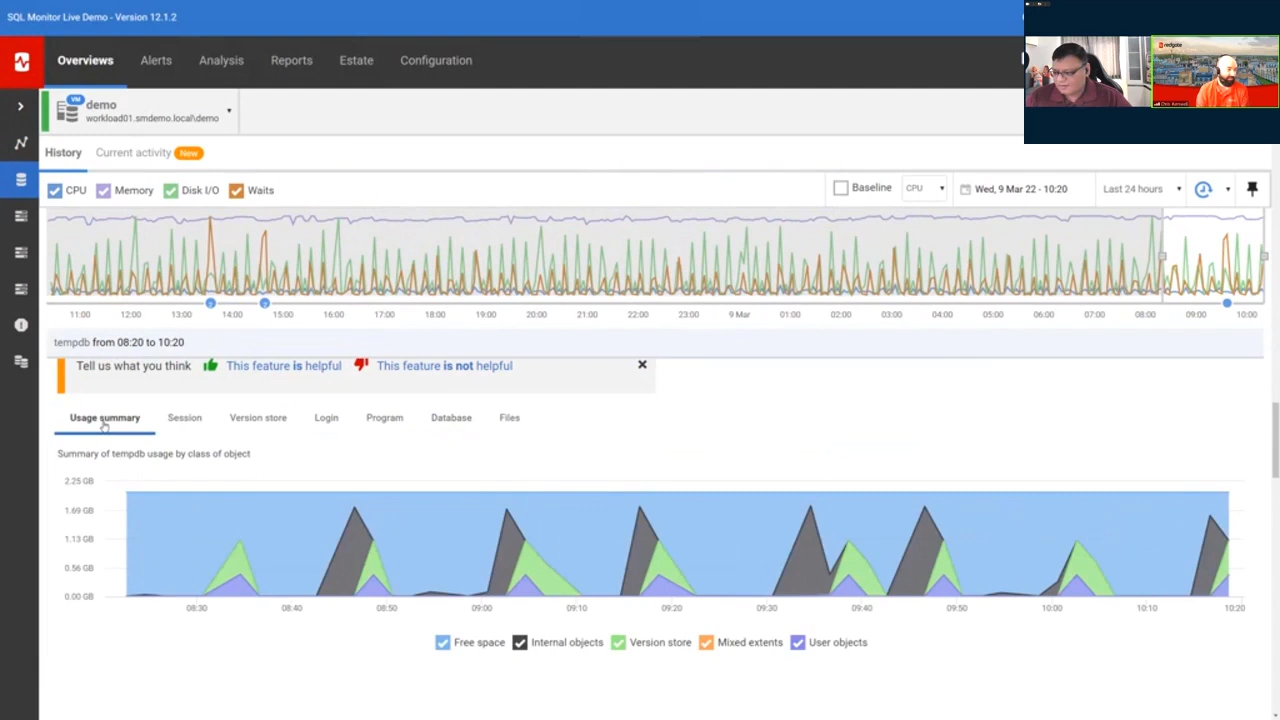 SQL Monitor Live Demo - Version 12.1.2
redgate
Overviews Alerts Analysis Reports Estate Configuration
VM
demo
workload01.smdemo.local\demo
History Current activity New
CPU Memory Disk I/O Waits Baseline CPU Wed, 9 Mar 22 - 10:20 Last 24 hours
11:00 12:00 13:00 14:00 15:00 16:00 17:00 18:00 19:00 20:00 21:00 22:00 23:00 9 Mar 01:00 02:00 03:00 04:00 05:00 06:00 07:00 08:00 09:00 10:00
tempdb from 08:20 to 10:20
Tell us what you think This feature is helpful This feature is not helpful
Usage summary Session Version store Login Program Database Files
Summary of tempdb usage by class of object
2.25 GB
1.69 GB
1.13 GB
0.56 GB
0.00 GB
08:30 08:40 08:50 09:00 09:10 09:20 09:30 09:40 09:50 10:00 10:10 10:20
Free space Internal objects Version store Mixed extents User objects